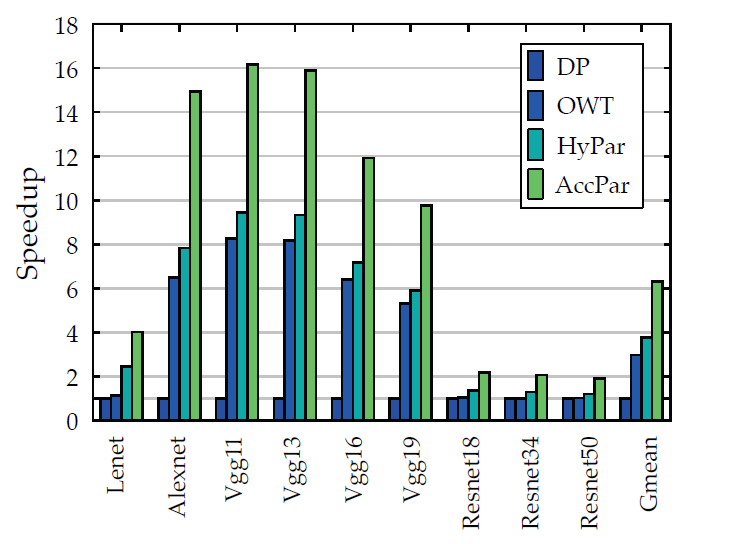 18
16
14
12
10
8
6
4
2
0
Speedup
DP
OWT
HyPar
AccPar
Lenet
Alexnet
Vgg11
Vgg13
Vgg16
Vgg19
Resnet18
Resnet34
Resnet50
Gmean